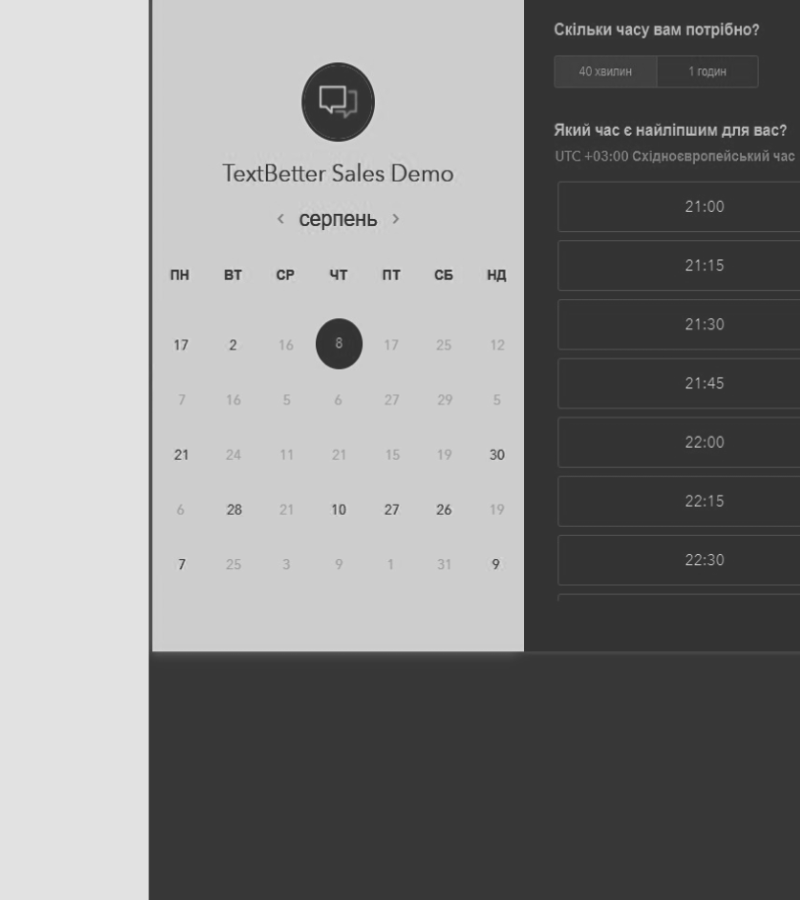 TextBetter Sales Demo
< серпень >
ПН ВТ СР ЧТ ПТ СБ НД
17 2 16 8 17 25 12
7 16 5 6 27 29 5
21 24 11 21 15 19 30
6 28 21 10 27 26 19
7 25 3 9 1 31 9
Скільки часу вам потрібно?
40 хвилин 1 годин
Який час є найліпшим для вас?
UTC +03:00 Східноєвропейський час
21:00
21:15
21:30
21:45
22:00
22:15
22:30